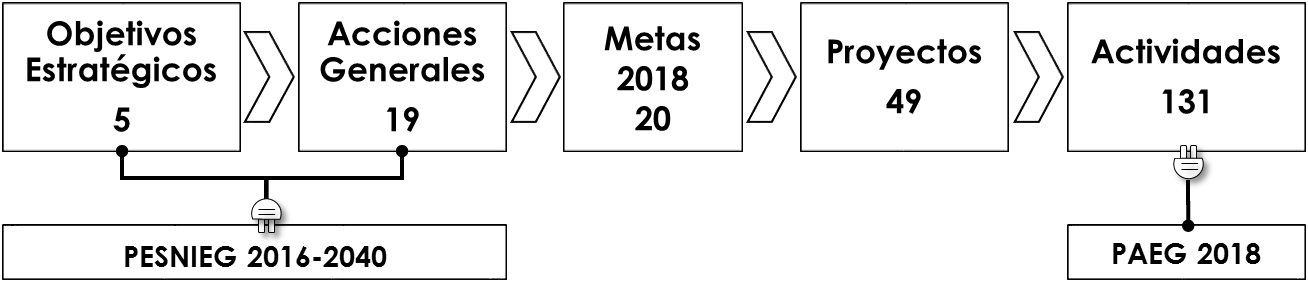 Objetivos
Estratégicos
5
Acciones
Generales
19
Metas
2018
20
Proyectos
49
Actividades
131
PESNIEG 2016-2040
PAEG 2018